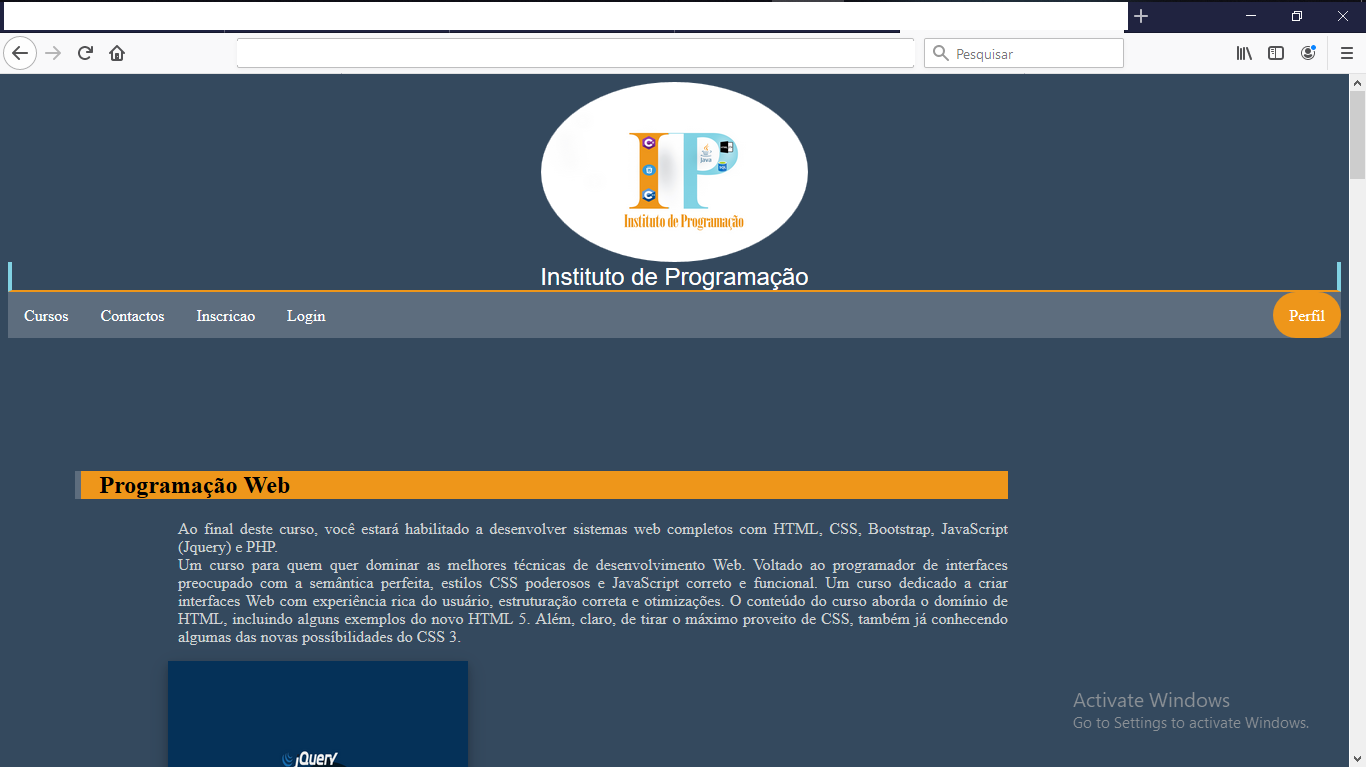 Pesquisar
Java
SQL
Instituto de Programação
Instituto de Programação
Cursos Contactos Inscricao Login Perfil
Programação Web
Ao final deste curso, você estará habilitado a desenvolver sistemas web completos com HTML, CSS, Bootstrap, JavaScript
(Jquery) e PHP.
Um curso para quem quer dominar as melhores técnicas de desenvolvimento Web. Voltado ao programador de interfaces
preocupado com a semântica perfeita, estilos CSS poderosos e JavaScript correto e funcional. Um curso dedicado a criar
interfaces Web com experiência rica do usuário, estruturação correta e otimizações. O conteúdo do curso aborda o domínio de
HTML, incluindo alguns exemplos do novo HTML 5. Além, claro, de tirar o máximo proveito de CSS, também já conhecendo
algumas das novas possíbilidades do CSS 3.
jQuery
Activate Windows
Go to Settings to activate Windows.